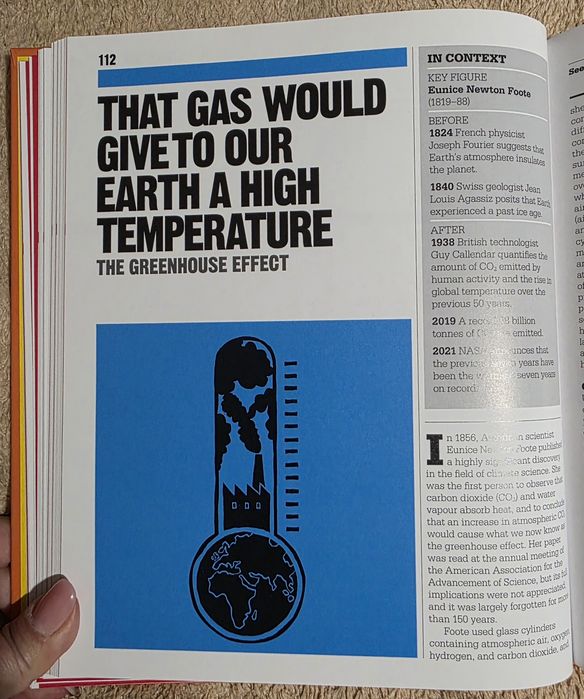 112
THAT GAS WOULD
GIVE TO OUR
EARTH A HIGH
TEMPERATURE
THE GREENHOUSE EFFECT
IN CONTEXT
KEY FIGURE
Eunice Newton Foote
(1819–88)
BEFORE
1824 French physicist
Joseph Fourier suggests that
Earth's atmosphere insulates
the planet.
1840 Swiss geologist Jean
Louis Agassiz posits that Earth
experienced a past ice age.
AFTER
1938 British technologist
Guy Callendar quantifies the
amount of CO₂ emitted by
human activity and the rise in
global temperature over the
previous 50 years.
2019 A billion
tonnes of emitted.
2021 that
the years have
been the seven years
on record.
In 1856, scientist
Eunice Foote
a highly discovery
in the field of climate science. She
was the first person to observe that
carbon dioxide (CO₂) and water
vapour absorb heat, and to conclude
that an increase in atmospheric CO₂
would cause what we now know as
the greenhouse effect. Her paper
was read at the annual meeting of
the American Association for the
Advancement of Science, but its full
implications were not appreciated,
and it was largely forgotten for more
than 150 years.
Foote used glass cylinders
containing atmospheric air, oxygen,
hydrogen, and carbon dioxide, and
See